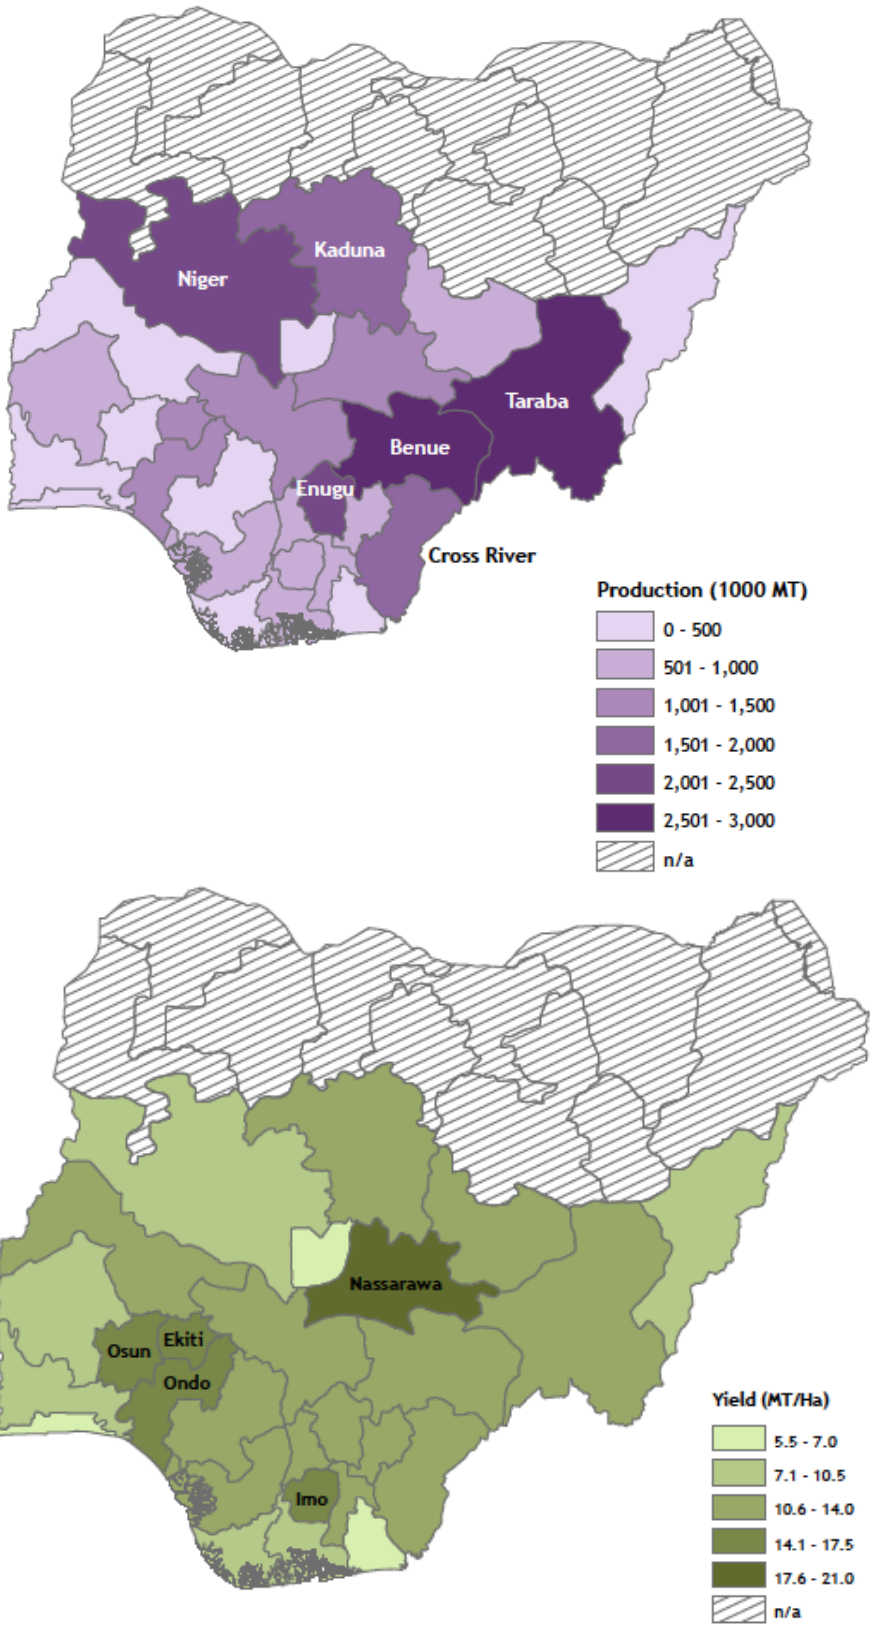 Kaduna
Niger
Taraba
Benue
Enugu
Cross River
Production (1000 MT)
0 - 500
501 - 1,000
1,001 - 1,500
1,501 - 2,000
2,001 - 2,500
2,501 - 3,000
n/a
Nassarawa
Ekiti
Osun
Ondo
Imo
Yield (MT/Ha)
5.5 - 7.0
7.1 - 10.5
10.6 - 14.0
14.1 - 17.5
17.6 - 21.0
n/a